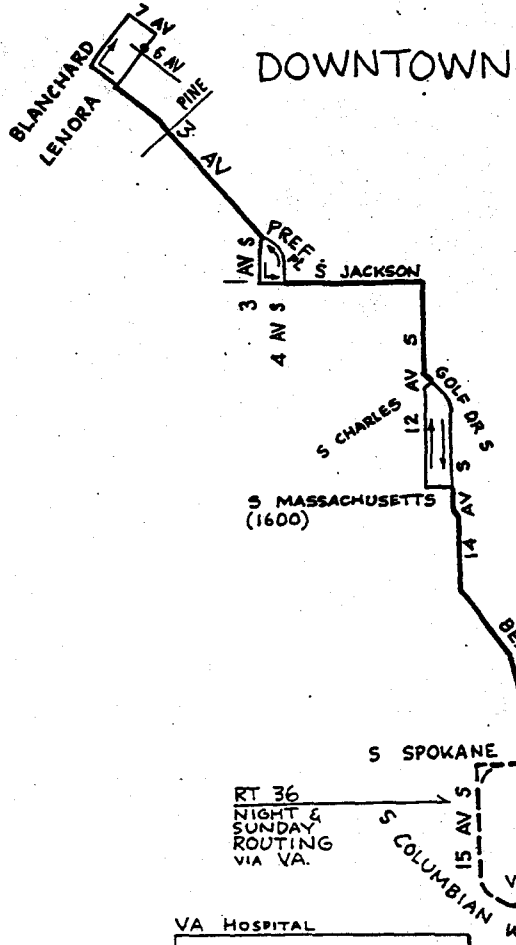 7 AV
6 AV
DOWNTOWN
BLANCHARD
LENORA
PINE
3
AV
PREF
PL
3 AV S
4 AV S
S JACKSON
12 AV S
GOLF DR S
S CHARLES
S MASSACHUSETTS
(1600)
14 AV S
S SPOKANE
RT 36
NIGHT &
SUNDAY
ROUTING
VIA VA.
15 AV S
S COLUMBIAN W
V
VA HOSPITAL